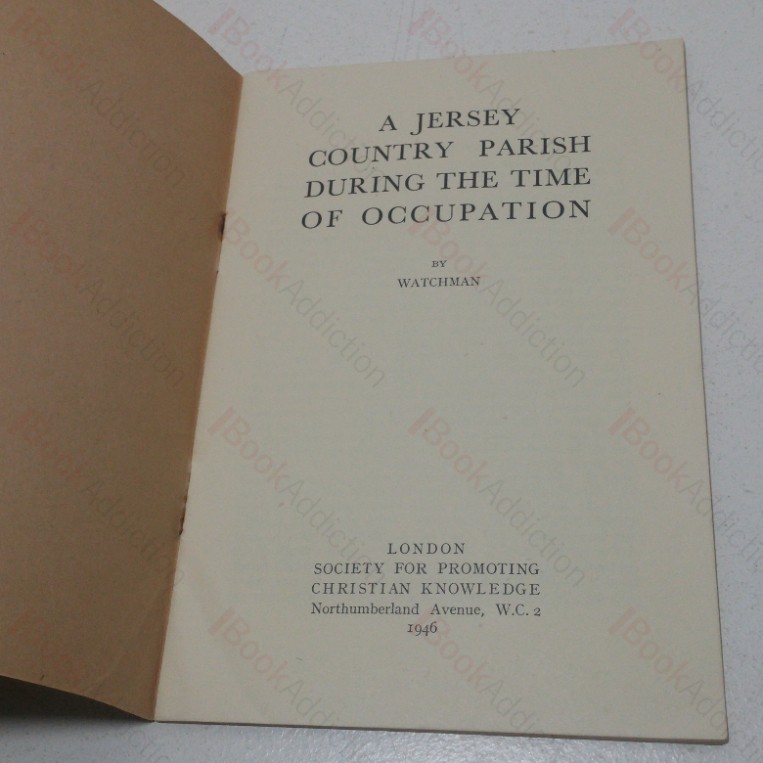 A JERSEY
COUNTRY PARISH
DURING THE TIME
OF OCCUPATION
BY
WATCHMAN
LONDON
SOCIETY FOR PROMOTING
CHRISTIAN KNOWLEDGE
Northumberland Avenue, W.C. 2
1946
BookAddiction